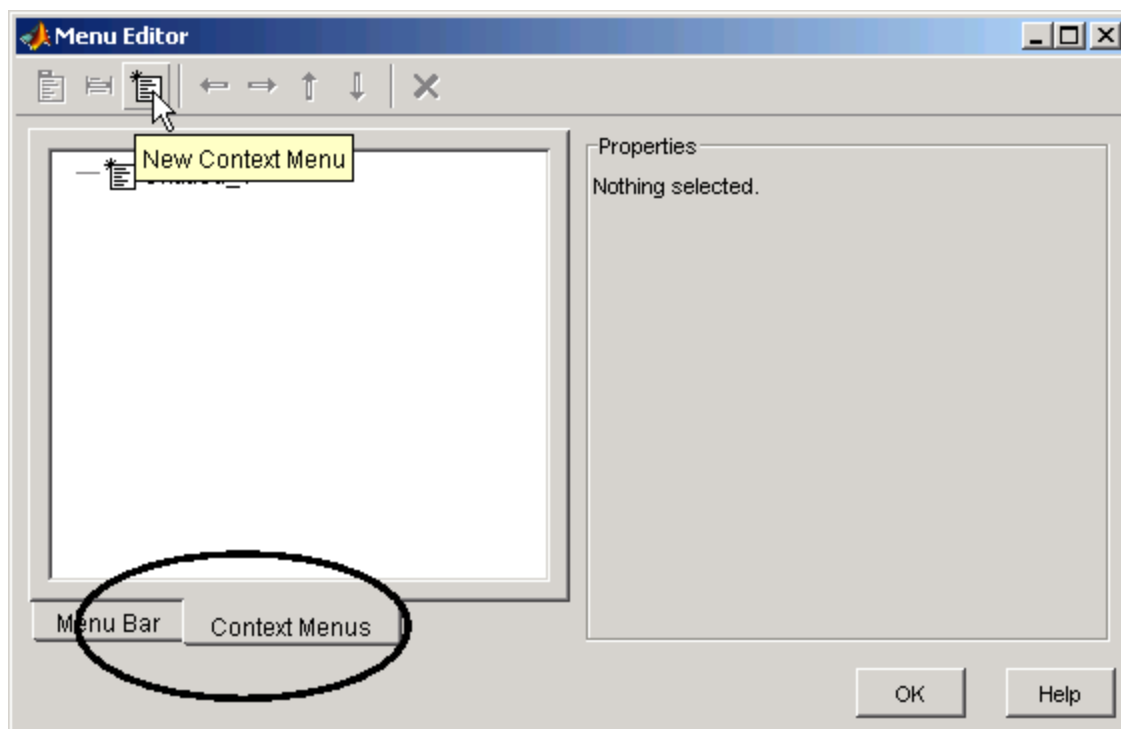 Menu Editor
New Context Menu
Properties
Nothing selected.
Menu Bar
Context Menus
OK
Help